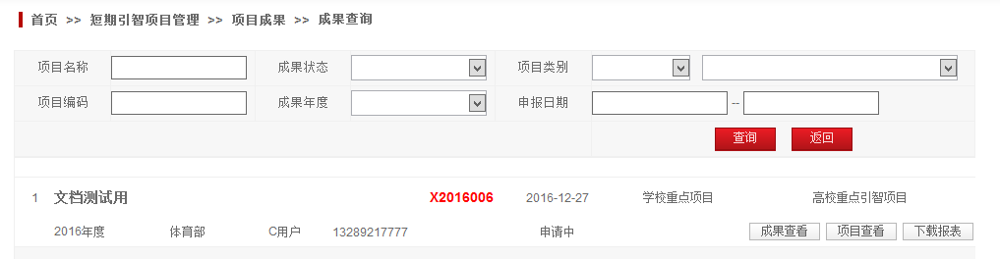 首页 >> 短期引智项目管理 >> 项目成果 >> 成果查询
项目名称 成果状态 项目类别
项目编码 成果年度 申报日期 --
查询 返回
1 文档测试用 X2016006 2016-12-27 学校重点项目 高校重点引智项目
2016年度 体育部 C用户 13289217777 申请中 成果查看 项目查看 下载报表